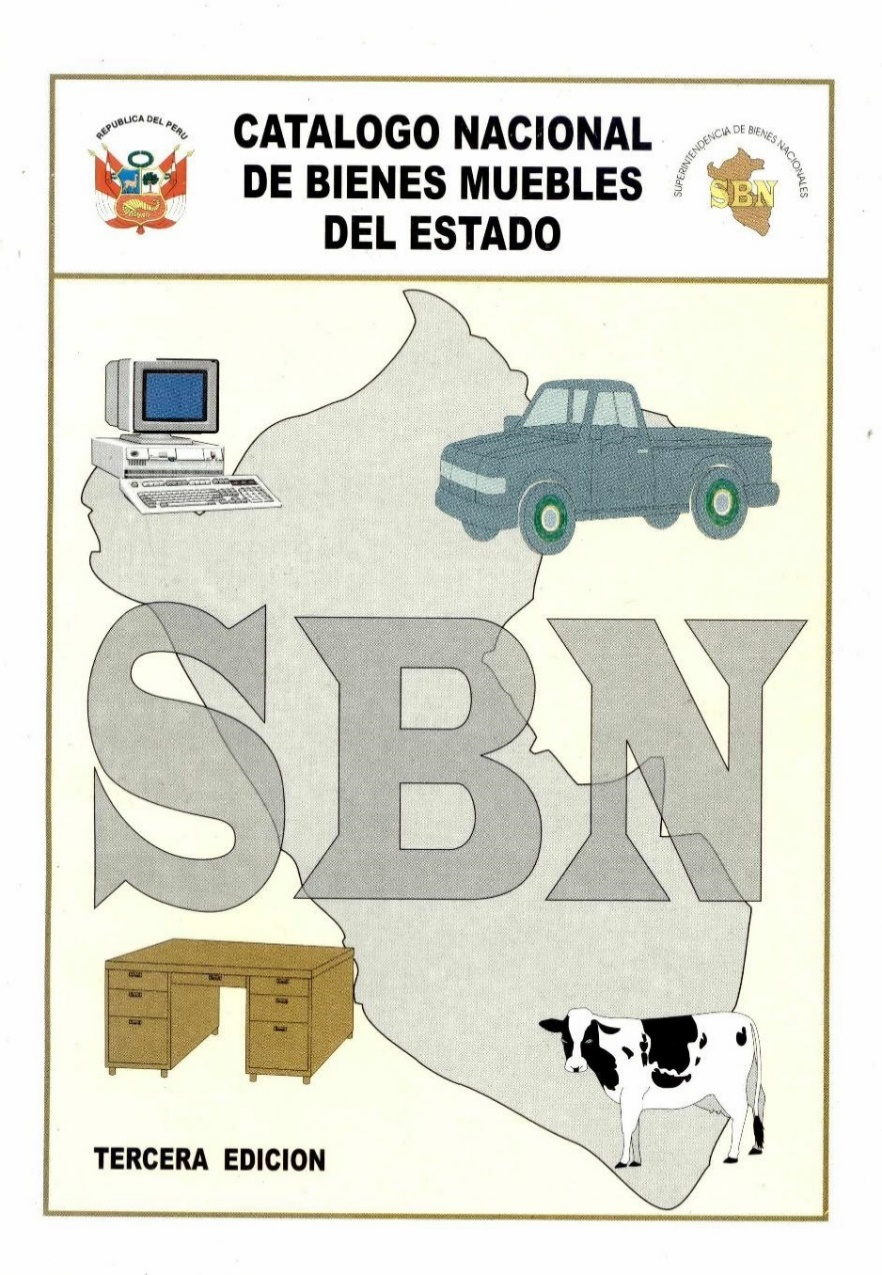 REPUBLICA DEL PERU
CATALOGO NACIONAL
DE BIENES MUEBLES
DEL ESTADO
SUPERINTENDENCIA DE BIENES NACIONALES
SBN
SBN
TERCERA EDICION